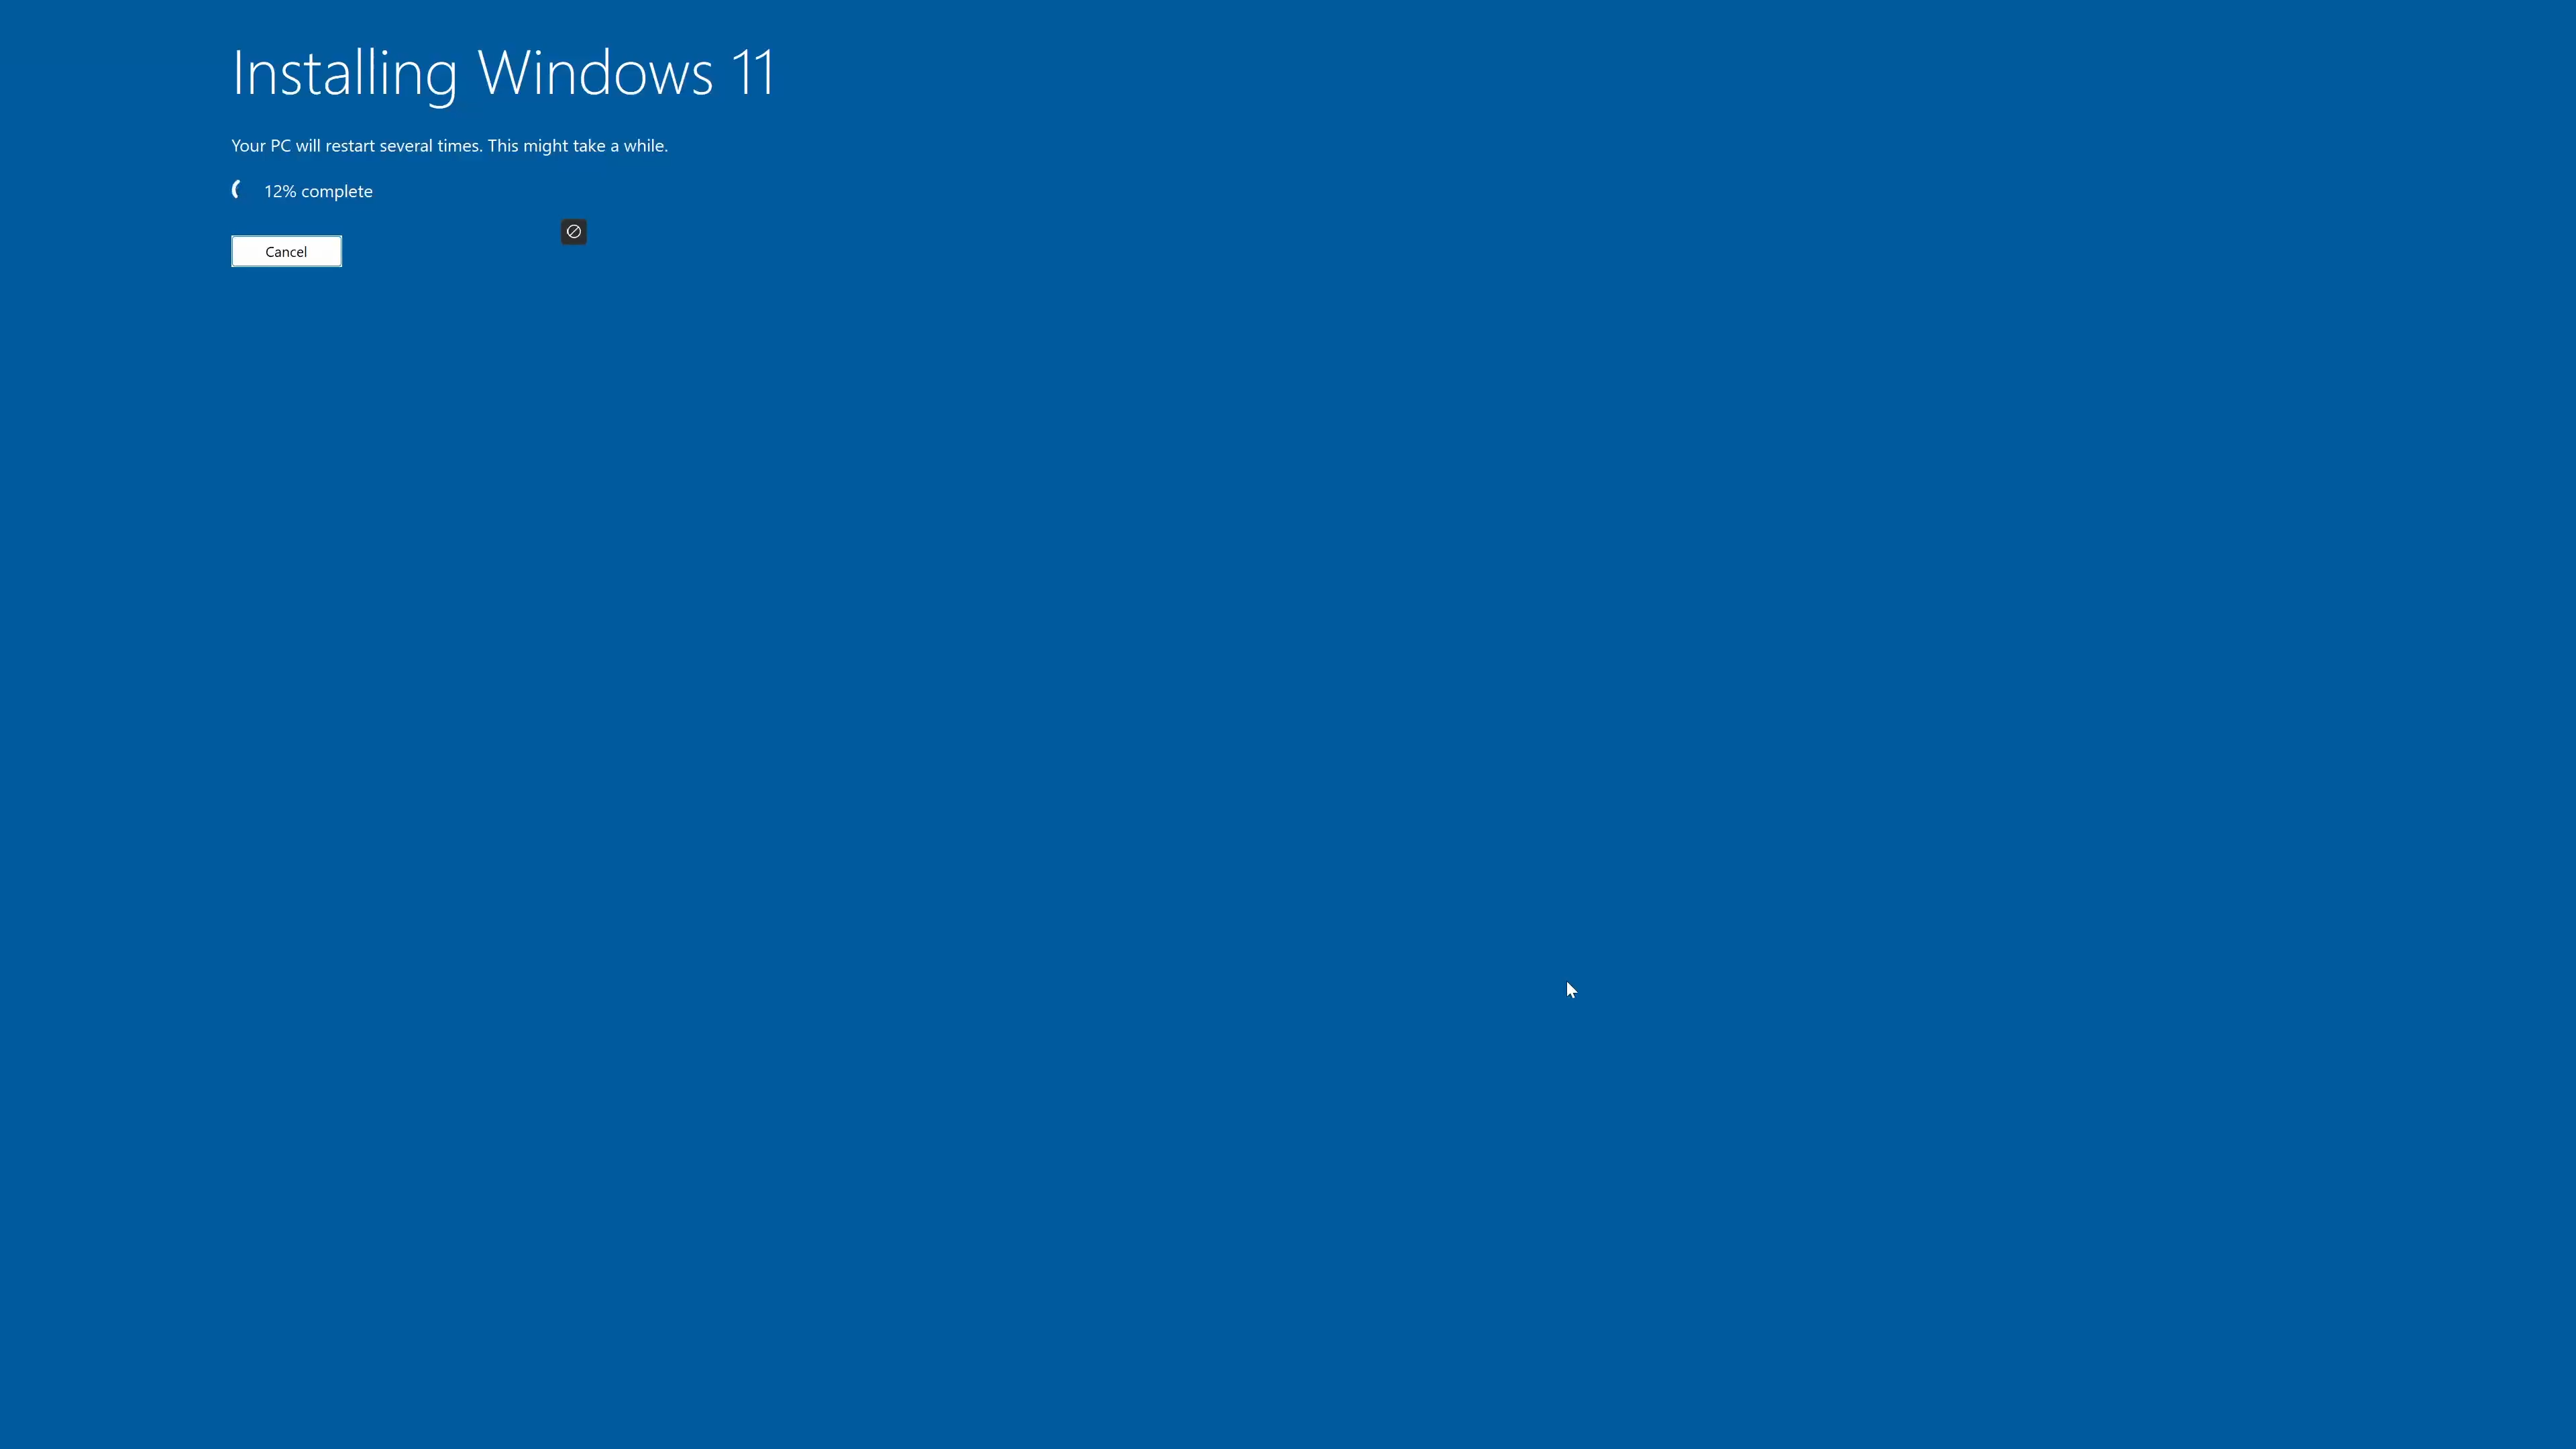 Installing Windows 11
Your PC will restart several times. This might take a while.
12% complete
Cancel